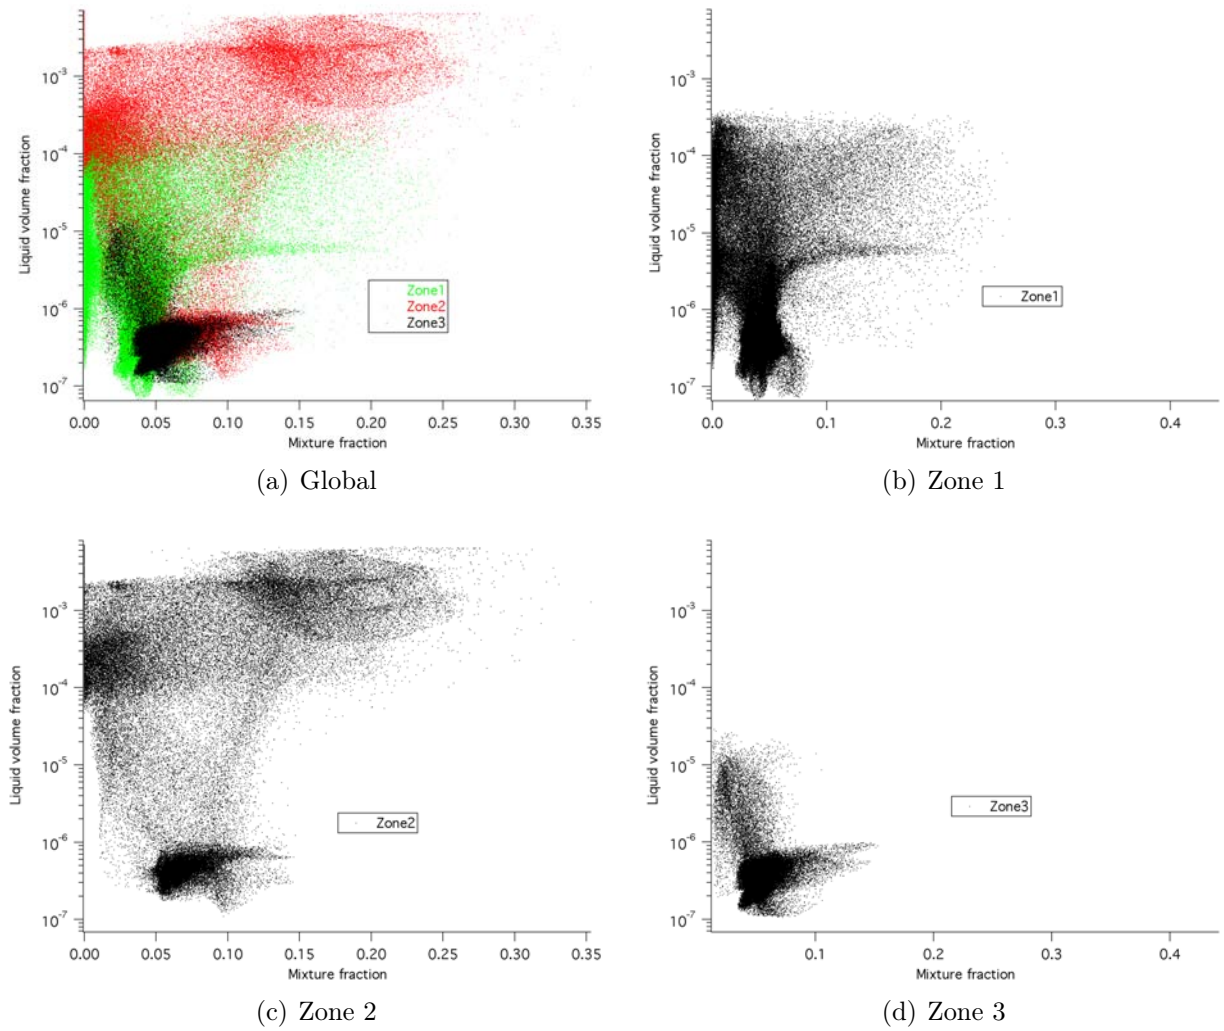 Liquid volume fraction
10-3
10-4
10-5
10-6
10-7
Zone1
Zone2
Zone3
0.00 0.05 0.10 0.15 0.20 0.25 0.30 0.35
Mixture fraction
(a) Global
Liquid volume fraction
10-3
10-4
10-5
10-6
10-7
Zone1
0.0 0.1 0.2 0.3 0.4
Mixture fraction
(b) Zone 1
Liquid volume fraction
10-3
10-4
10-5
10-6
10-7
Zone2
0.00 0.05 0.10 0.15 0.20 0.25 0.30 0.35
Mixture fraction
(c) Zone 2
Liquid volume fraction
10-3
10-4
10-5
10-6
10-7
Zone3
0.1 0.2 0.3 0.4
Mixture fraction
(d) Zone 3